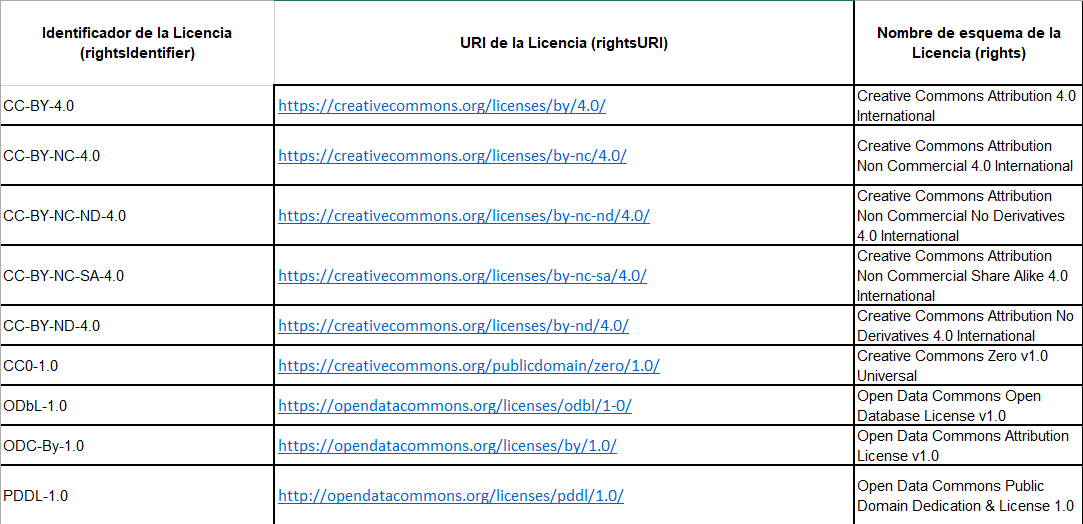 Identificador de la Licencia
(rightsIdentifier)
URI de la Licencia (rightsURI)
Nombre de esquema de la
Licencia (rights)
CC-BY-4.0
https://creativecommons.org/licenses/by/4.0/
Creative Commons Attribution 4.0
International
CC-BY-NC-4.0
https://creativecommons.org/licenses/by-nc/4.0/
Creative Commons Attribution
Non Commercial 4.0 International
CC-BY-NC-ND-4.0
https://creativecommons.org/licenses/by-nc-nd/4.0/
Creative Commons Attribution
Non Commercial No Derivatives
4.0 International
CC-BY-NC-SA-4.0
https://creativecommons.org/licenses/by-nc-sa/4.0/
Creative Commons Attribution
Non Commercial Share Alike 4.0
International
CC-BY-ND-4.0
https://creativecommons.org/licenses/by-nd/4.0/
Creative Commons Attribution No
Derivatives 4.0 International
CC0-1.0
https://creativecommons.org/publicdomain/zero/1.0/
Creative Commons Zero v1.0
Universal
ODbL-1.0
https://opendatacommons.org/licenses/odbl/1-0/
Open Data Commons Open
Database License v1.0
ODC-By-1.0
https://opendatacommons.org/licenses/by/1.0/
Open Data Commons Attribution
License v1.0
PDDL-1.0
http://opendatacommons.org/licenses/pddl/1.0/
Open Data Commons Public
Domain Dedication & License 1.0